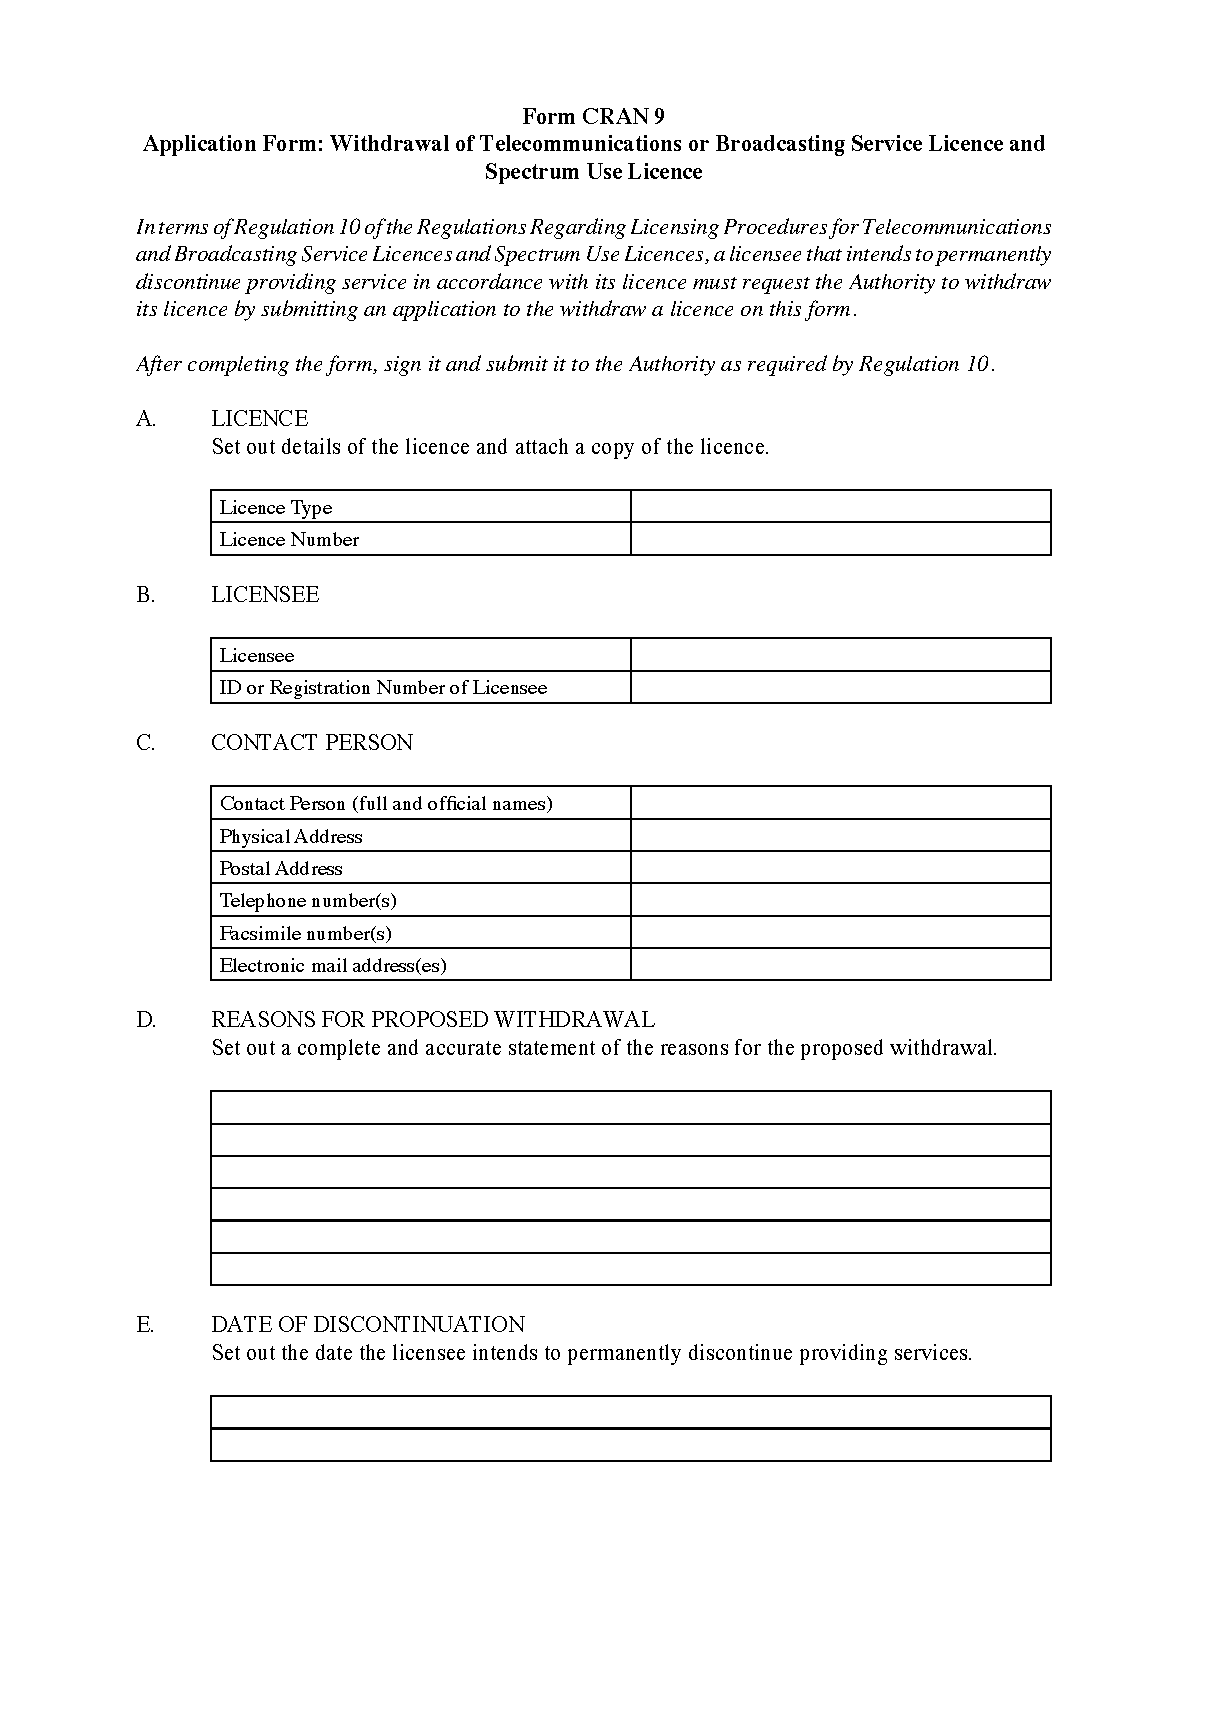 Form CRAN 9
Application Form: Withdrawal of Telecommunications or Broadcasting Service Licence and
Spectrum Use Licence
In terms of Regulation 10 of the Regulations Regarding Licensing Procedures for Telecommunications
and Broadcasting Service Licences and Spectrum Use Licences, a licensee that intends to permanently
discontinue providing service in accordance with its licence must request the Authority to withdraw
its licence by submitting an application to the withdraw a licence on this form.
After completing the form, sign it and submit it to the Authority as required by Regulation 10.
A. LICENCE
Set out details of the licence and attach a copy of the licence.
Licence Type
Licence Number
B. LICENSEE
Licensee
ID or Registration Number of Licensee
C. CONTACT PERSON
Contact Person (full and official names)
Physical Address
Postal Address
Telephone number(s)
Facsimile number(s)
Electronic mail address(es)
D. REASONS FOR PROPOSED WITHDRAWAL
Set out a complete and accurate statement of the reasons for the proposed withdrawal.
E. DATE OF DISCONTINUATION
Set out the date the licensee intends to permanently discontinue providing services.